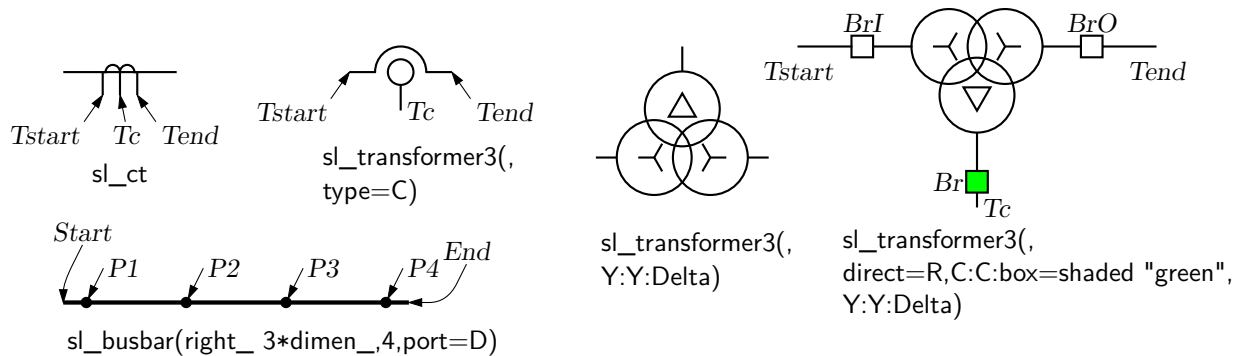 Tstart
Tc
Tend
sl_ct
Tstart
Tc
Tend
sl_transformer3(,
type=C)
Start
P1
P2
P3
P4
End
sl_busbar(right_ 3*dimen_,4,port=D)
sl_transformer3(,
Y:Y:Delta)
BrI
BrO
Tstart
Tend
Br
Tc
sl_transformer3(,
direct=R,C:C:box=shaded "green",
Y:Y:Delta)